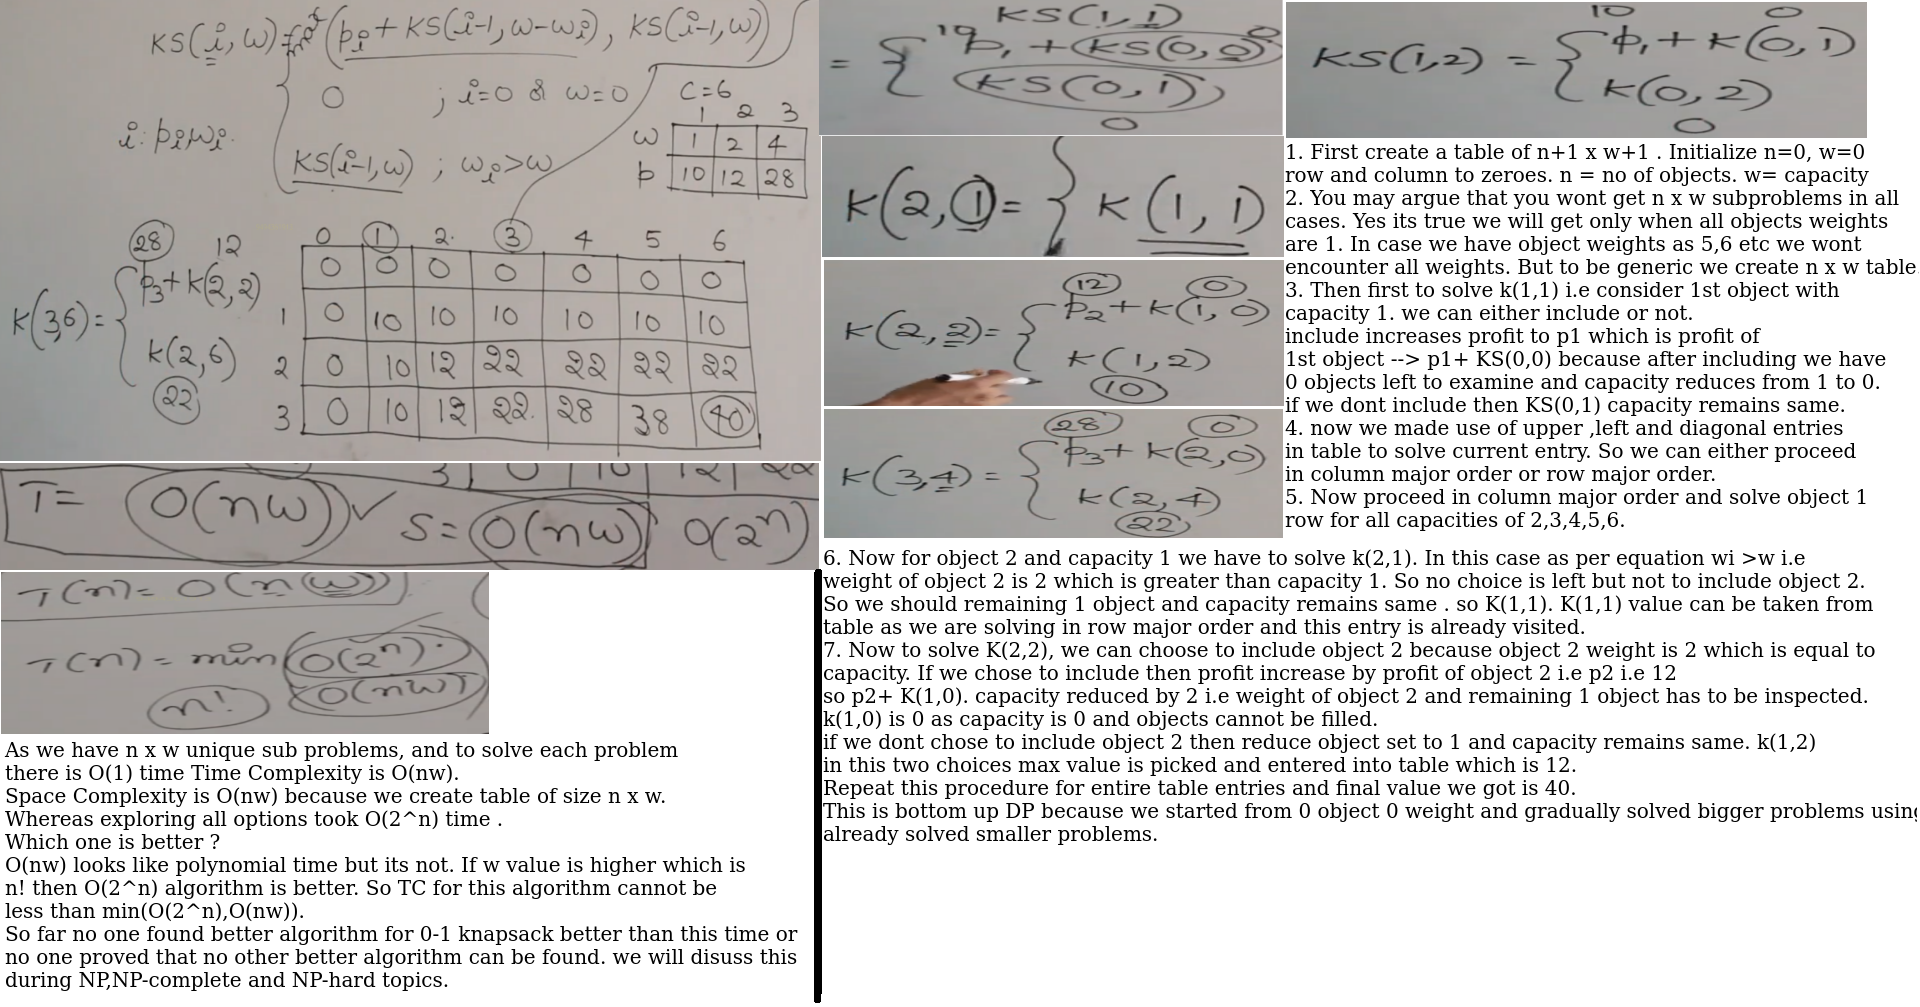 KS(i,w) = max(pi + KS(i-1, w-wi), KS(i-1,w))
0 ; i=0 & w=0
i: pi,wi.
KS(i-1,w) ; wi>w
C=6
1 2 3
w 1 2 4
p 10 12 28
28 12
K(3,6) = { p3+K(2,2)
K(2,6)
22
0 1 2 3 4 5 6
0 0 0 0 0 0 0
1 0 10 10 10 10 10 10
2 0 10 12 22 22 22 22
3 0 10 12 22 28 38 40
3 0 10 12 22
T= O(nw) ✓ S= O(nw) O(2^n)
T(n)= O(n(w))
T(n) = min(O(2^n).
n! O(nw)
As we have n x w unique sub problems, and to solve each problem
there is O(1) time Time Complexity is O(nw).
Space Complexity is O(nw) because we create table of size n x w.
Whereas exploring all options took O(2^n) time .
Which one is better ?
O(nw) looks like polynomial time but its not. If w value is higher which is
n! then O(2^n) algorithm is better. So TC for this algorithm cannot be
less than min(O(2^n),O(nw)).
So far no one found better algorithm for 0-1 knapsack better than this time or
no one proved that no other better algorithm can be found. we will disuss this
during NP,NP-complete and NP-hard topics.
KS(1,1)
10 0
= { p1 + KS(0,0)
KS(0,1)
0
10 0
KS(1,2) = { p1 + K(0,1)
K(0,2)
0
K(2,1)= { K(1,1)
12 0
K(2,2)= { p2 + K(1,0)
K(1,2)
10
28 0
K(3,4) = { p3 + K(2,0)
K(2,4)
22
1. First create a table of n+1 x w+1 . Initialize n=0, w=0
row and column to zeroes. n = no of objects. w= capacity
2. You may argue that you wont get n x w subproblems in all
cases. Yes its true we will get only when all objects weights
are 1. In case we have object weights as 5,6 etc we wont
encounter all weights. But to be generic we create n x w table.
3. Then first to solve k(1,1) i.e consider 1st object with
capacity 1. we can either include or not.
include increases profit to p1 which is profit of
1st object --> p1+ KS(0,0) because after including we have
0 objects left to examine and capacity reduces from 1 to 0.
if we dont include then KS(0,1) capacity remains same.
4. now we made use of upper ,left and diagonal entries
in table to solve current entry. So we can either proceed
in column major order or row major order.
5. Now proceed in column major order and solve object 1
row for all capacities of 2,3,4,5,6.
6. Now for object 2 and capacity 1 we have to solve k(2,1). In this case as per equation wi >w i.e
weight of object 2 is 2 which is greater than capacity 1. So no choice is left but not to include object 2.
So we should remaining 1 object and capacity remains same . so K(1,1). K(1,1) value can be taken from
table as we are solving in row major order and this entry is already visited.
7. Now to solve K(2,2), we can choose to include object 2 because object 2 weight is 2 which is equal to
capacity. If we chose to include then profit increase by profit of object 2 i.e p2 i.e 12
so p2+ K(1,0). capacity reduced by 2 i.e weight of object 2 and remaining 1 object has to be inspected.
k(1,0) is 0 as capacity is 0 and objects cannot be filled.
if we dont chose to include object 2 then reduce object set to 1 and capacity remains same. k(1,2)
in this two choices max value is picked and entered into table which is 12.
Repeat this procedure for entire table entries and final value we got is 40.
This is bottom up DP because we started from 0 object 0 weight and gradually solved bigger problems using
already solved smaller problems.